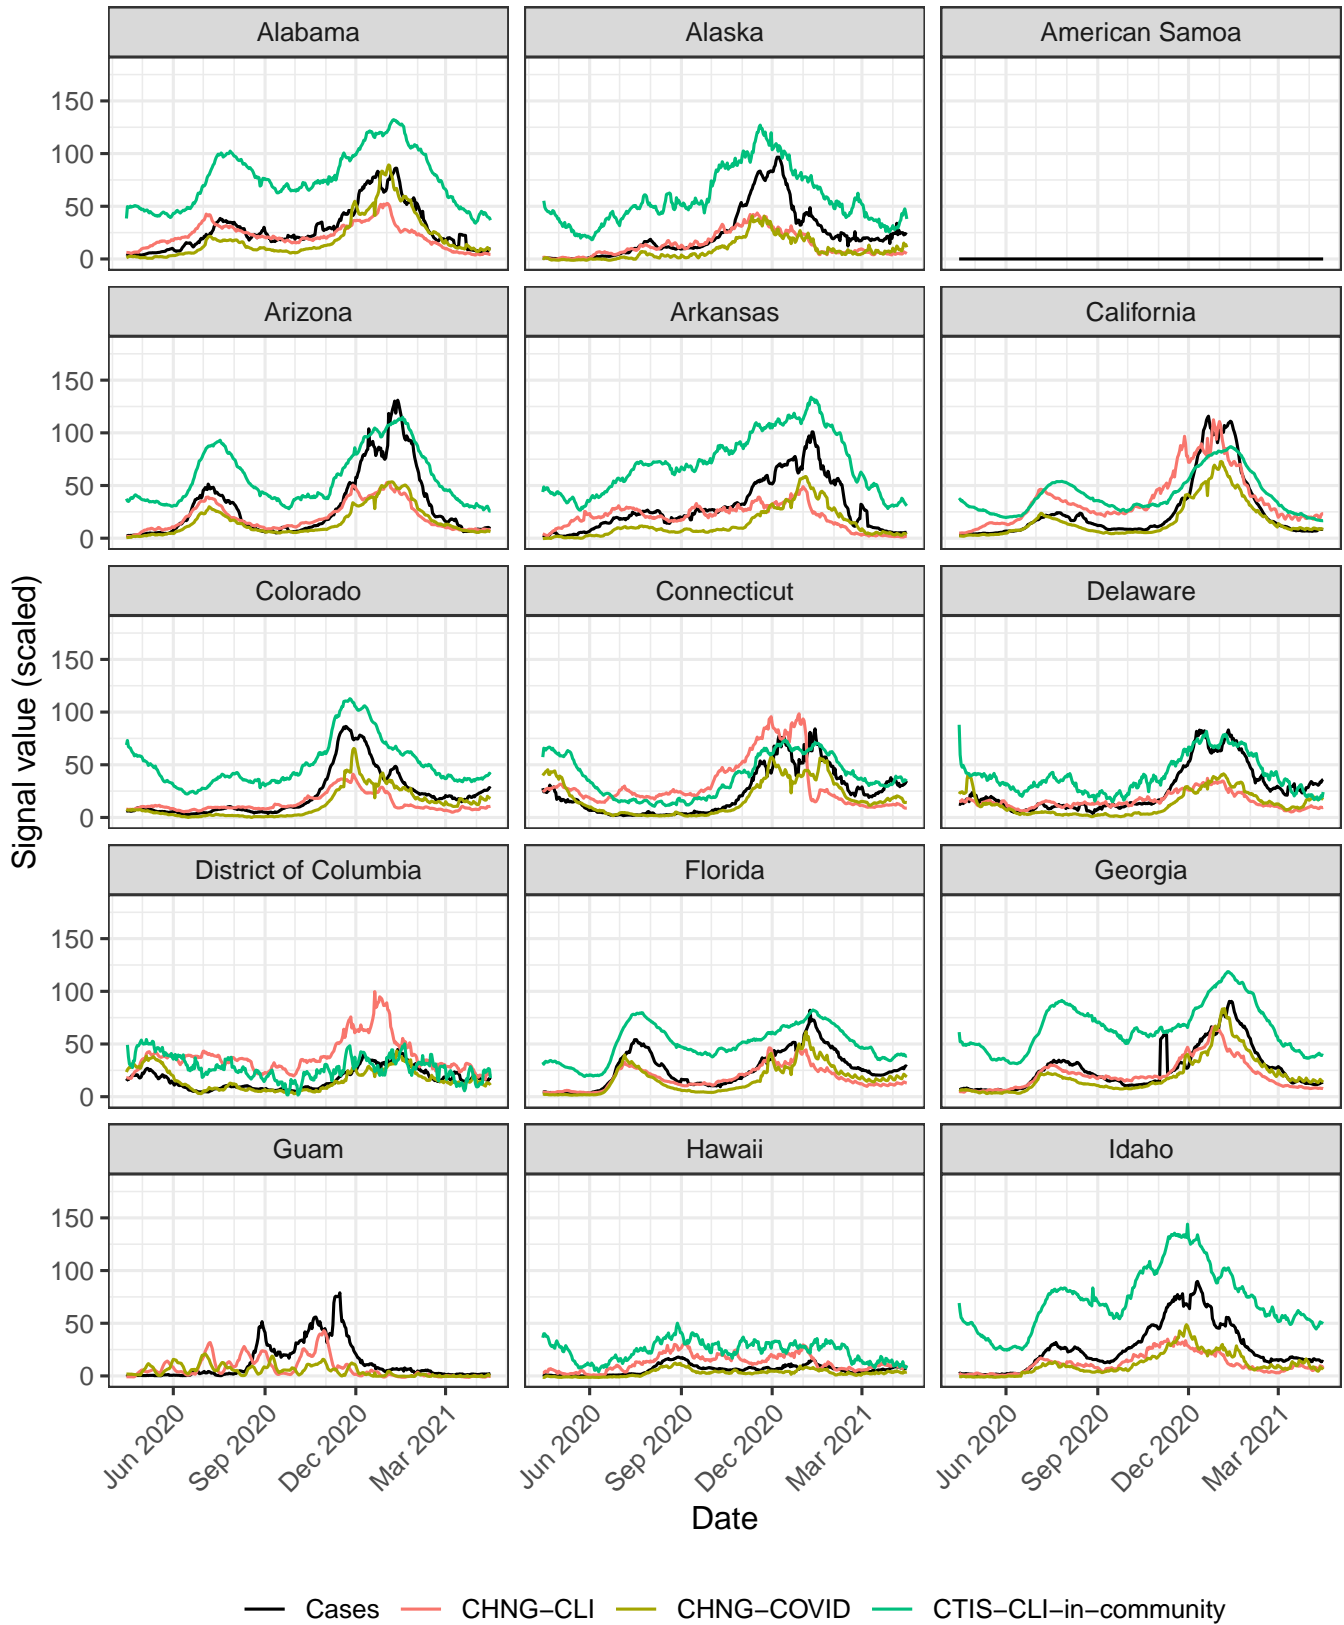 Alabama
Alaska
American Samoa
150
100
50
0
Arizona
Arkansas
California
150
100
50
0
Colorado
Connecticut
Delaware
150
100
50
0
District of Columbia
Florida
Georgia
150
100
50
0
Guam
Hawaii
Idaho
150
100
50
0
Signal value (scaled)
Jun 2020
Sep 2020
Dec 2020
Mar 2021
Jun 2020
Sep 2020
Dec 2020
Mar 2021
Jun 2020
Sep 2020
Dec 2020
Mar 2021
Date
Cases CHNG−CLI CHNG−COVID CTIS−CLI−in−community